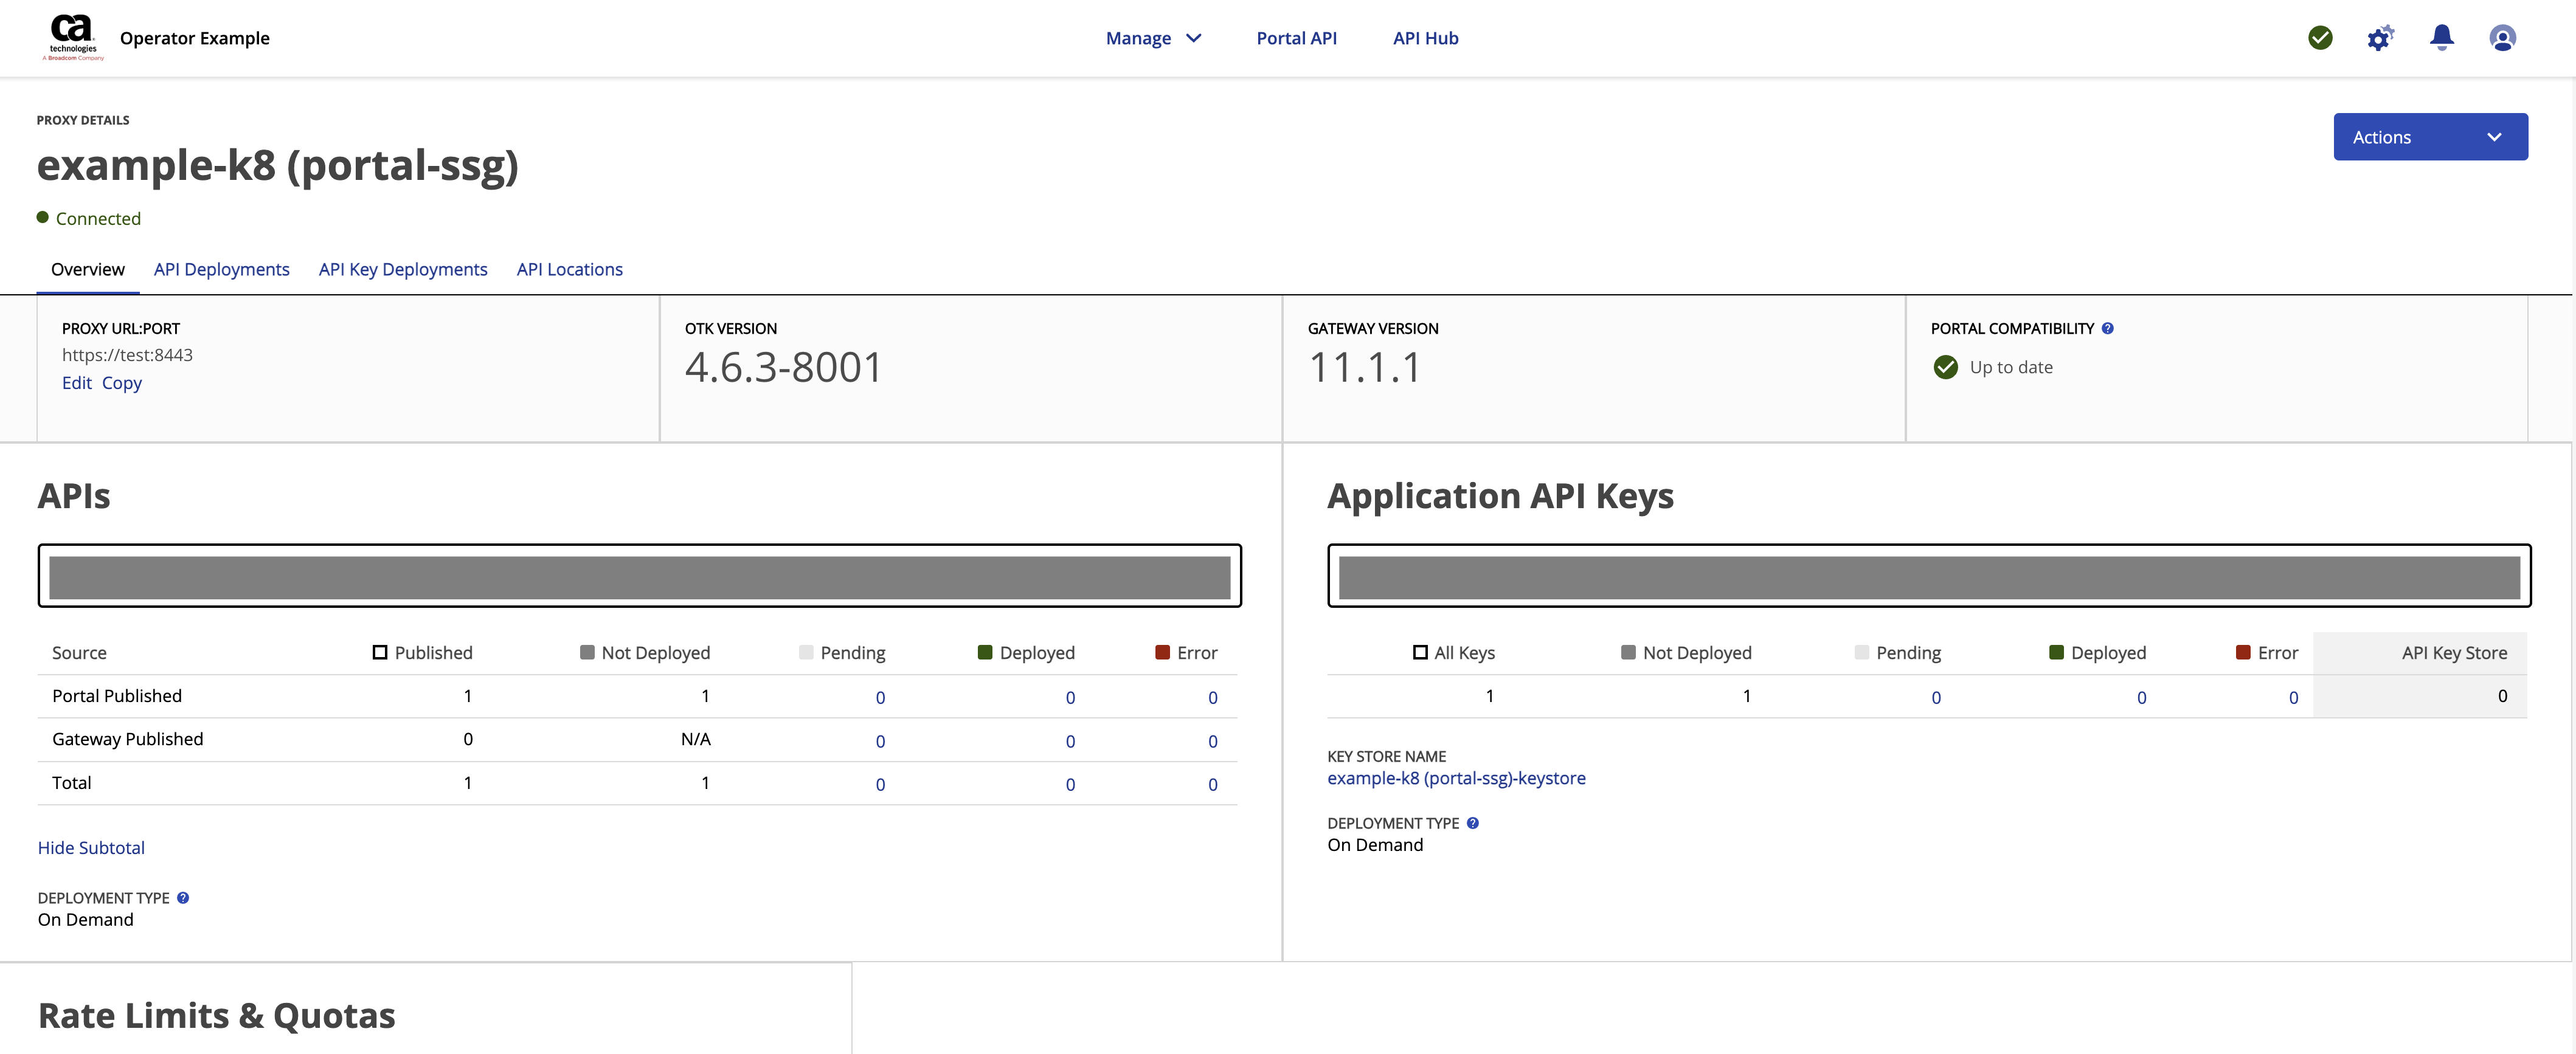 ca
technologies
A Broadcom Company
Operator Example
Manage
Portal API
API Hub
PROXY DETAILS
example-k8 (portal-ssg)
Actions
Connected
Overview
API Deployments
API Key Deployments
API Locations
PROXY URL:PORT
https://test:8443
Edit Copy
OTK VERSION
4.6.3-8001
GATEWAY VERSION
11.1.1
PORTAL COMPATIBILITY ?
Up to date
APIs
Source Published Not Deployed Pending Deployed Error
Portal Published 1 1 0 0 0
Gateway Published 0 N/A 0 0 0
Total 1 1 0 0 0
Hide Subtotal
DEPLOYMENT TYPE ?
On Demand
Application API Keys
All Keys Not Deployed Pending Deployed Error API Key Store
1 1 0 0 0 0
KEY STORE NAME
example-k8 (portal-ssg)-keystore
DEPLOYMENT TYPE ?
On Demand
Rate Limits & Quotas